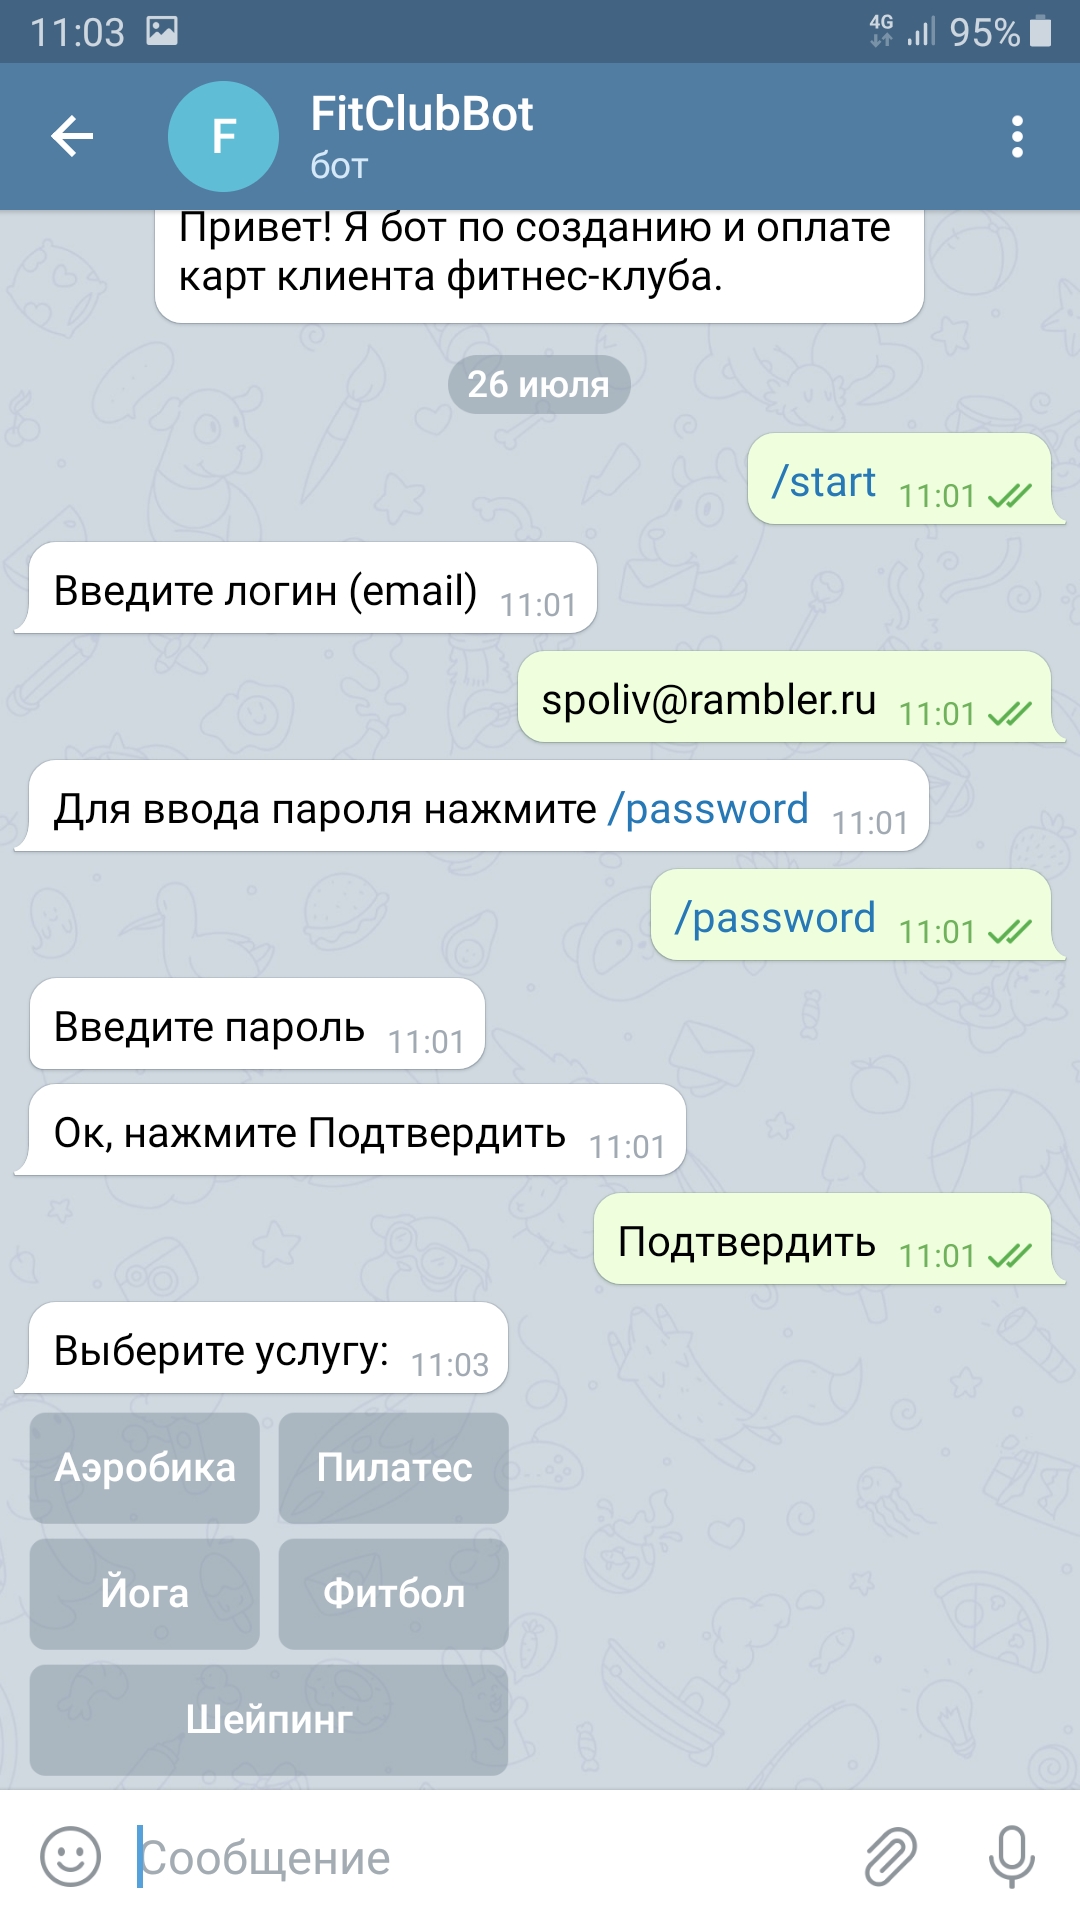 11:03
4G
95%
F
FitClubBot
бот
Привет! Я бот по созданию и оплате
карт клиента фитнес-клуба.
26 июля
/start 11:01
Введите логин (email) 11:01
spoliv@rambler.ru 11:01
Для ввода пароля нажмите /password 11:01
/password 11:01
Введите пароль 11:01
Ок, нажмите Подтвердить 11:01
Подтвердить 11:01
Выберите услугу: 11:03
Аэробика Пилатес
Йога Фитбол
Шейпинг
Сообщение